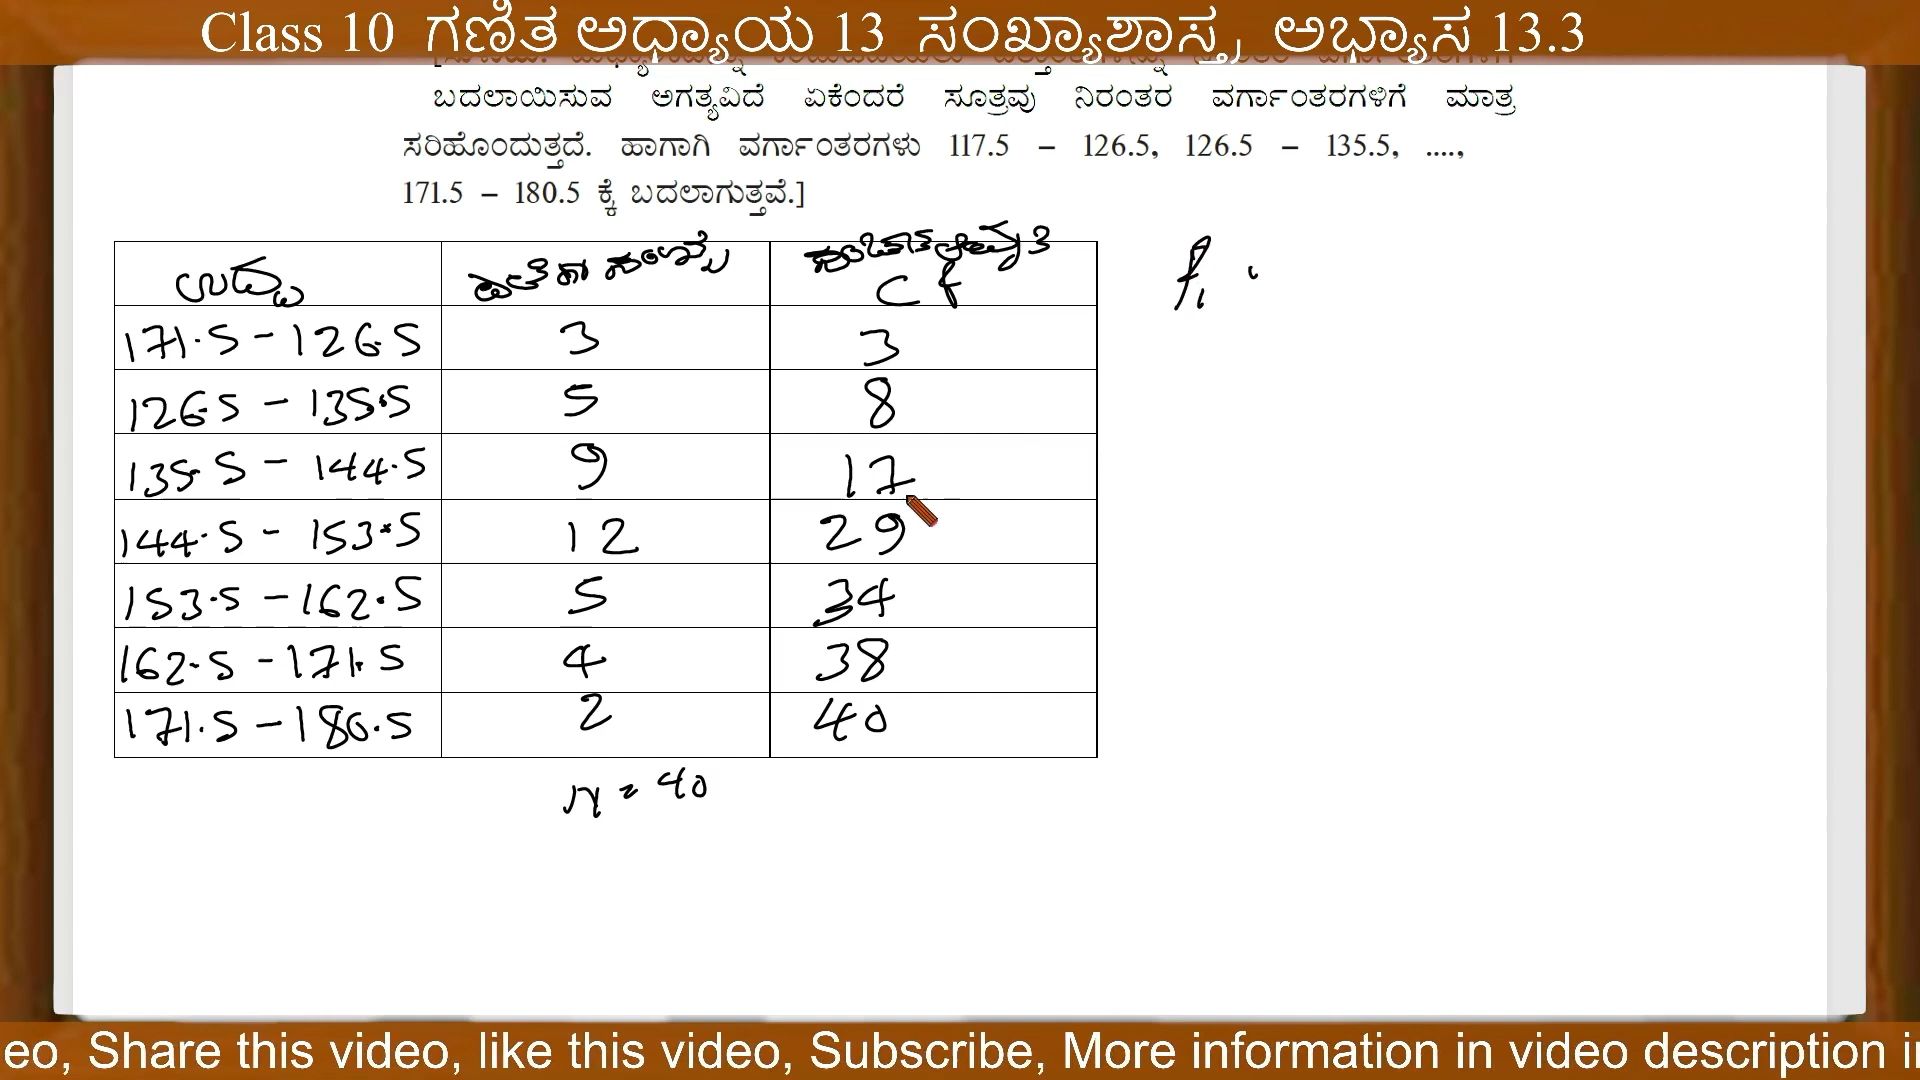 Class 10 ಗಣಿತ ಅಧ್ಯಾಯ 13 ಸಂಖ್ಯಾಶಾಸ್ತ್ರ ಅಭ್ಯಾಸ 13.3
ಬದಲಾಯಿಸುವ ಅಗತ್ಯವಿದೆ ಏಕೆಂದರೆ ಸೂತ್ರವು ನಿರಂತರ ವರ್ಗಾಂತರಗಳಿಗೆ ಮಾತ್ರ
ಸರಿಹೊಂದುತ್ತದೆ. ಹಾಗಾಗಿ ವರ್ಗಾಂತರಗಳು 117.5 – 126.5, 126.5 – 135.5, ....,
171.5 – 180.5 ಕ್ಕೆ ಬದಲಾಗುತ್ತವೆ.]
ಉದ್ದ ಸಂಖ್ಯೆ ಸಂಚಿತ ಆವೃತ್ತಿ
cf
f1
171.5 - 126.5 3 3
126.5 - 135.5 5 8
135.5 - 144.5 9 17
144.5 - 153.5 12 29
153.5 - 162.5 5 34
162.5 - 171.5 4 38
171.5 - 180.5 2 40
n = 40
eo, Share this video, like this video, Subscribe, More information in video description i